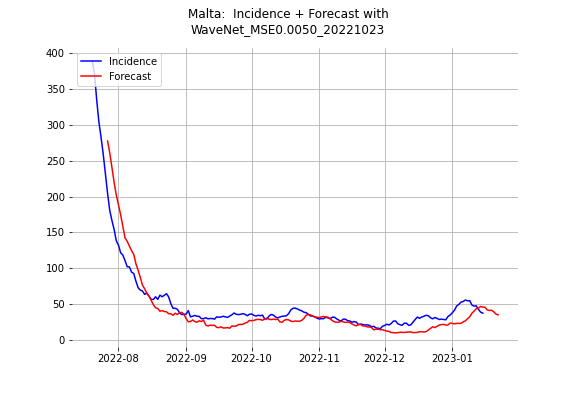 Malta:  Incidence + Forecast with
WaveNet_MSE0.0050_20221023
Incidence
Forecast
400
350
300
250
200
150
100
50
0
2022-08 2022-09 2022-10 2022-11 2022-12 2023-01